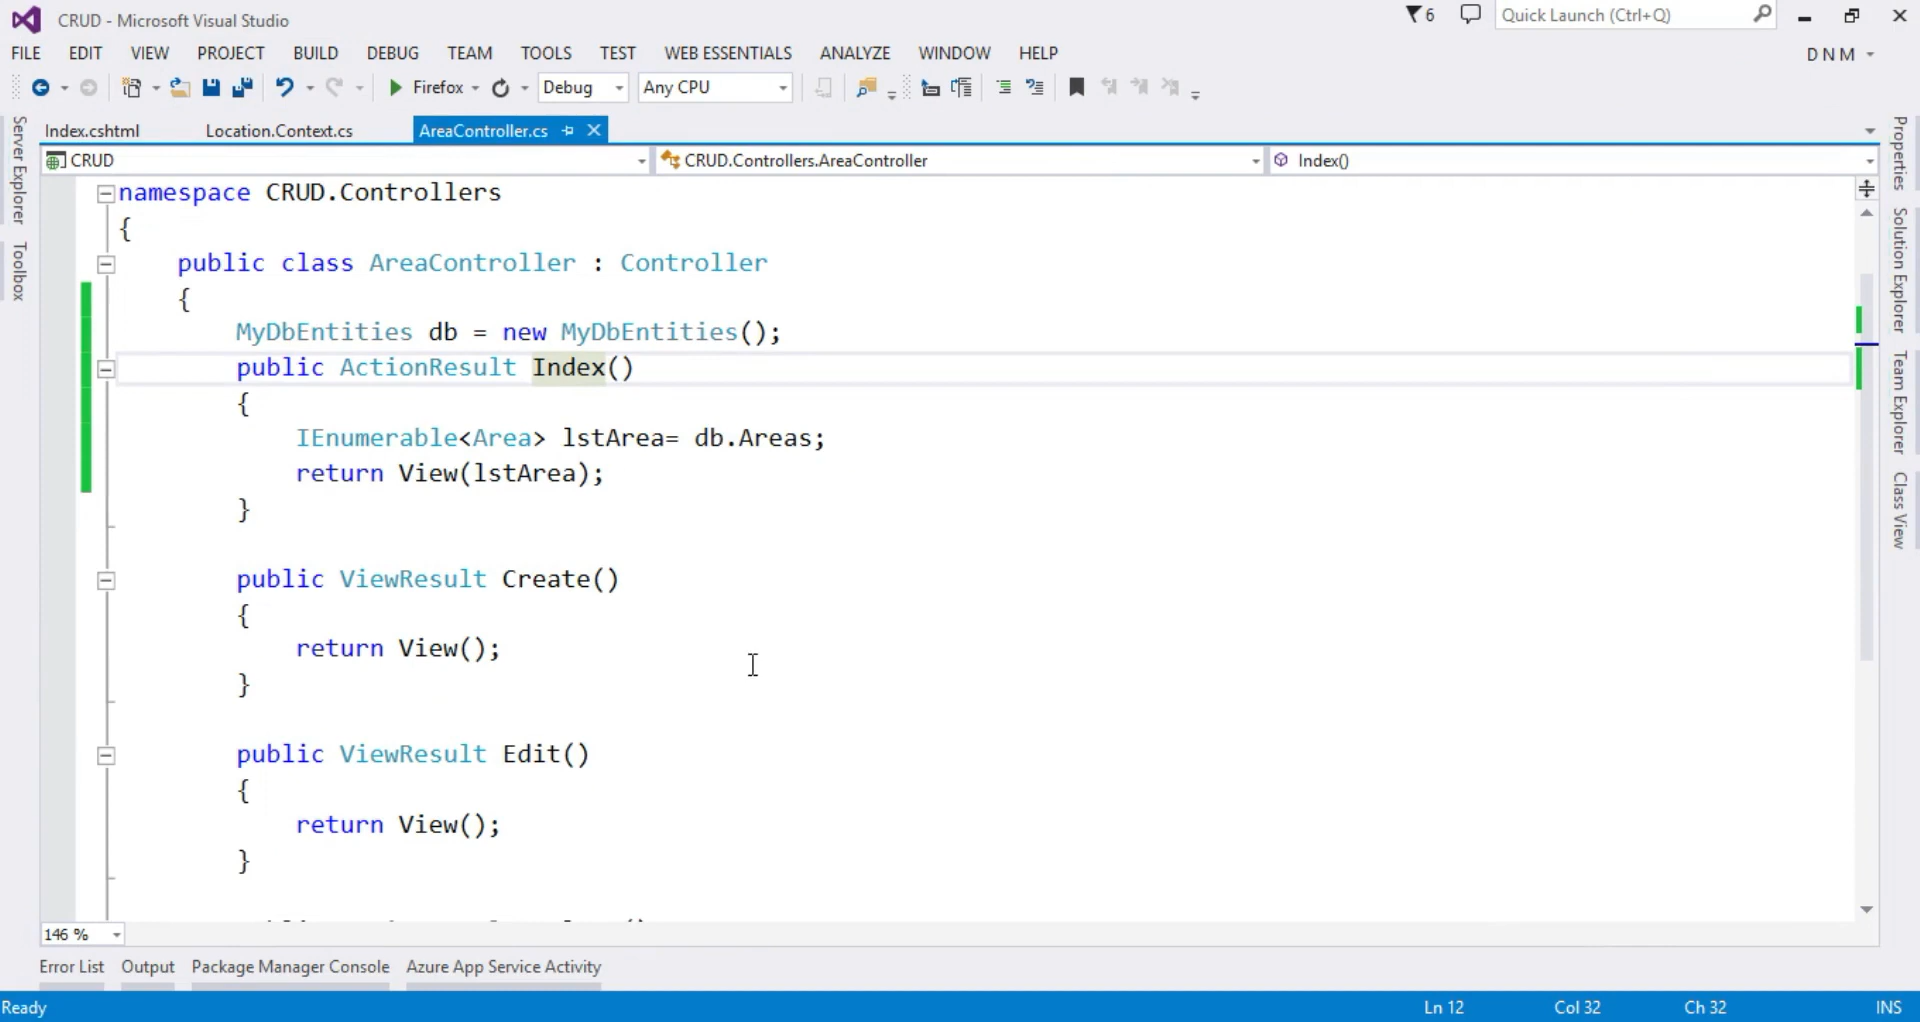 CRUD - Microsoft Visual Studio
6
Quick Launch (Ctrl+Q)
FILE EDIT VIEW PROJECT BUILD DEBUG TEAM TOOLS TEST WEB ESSENTIALS ANALYZE WINDOW HELP
D N M
Firefox Debug Any CPU
Index.cshtml Location.Context.cs AreaController.cs
CRUD CRUD.Controllers.AreaController Index()
Server Explorer
Toolbox
namespace CRUD.Controllers
{
public class AreaController : Controller
{
MyDbEntities db = new MyDbEntities();
public ActionResult Index()
{
IEnumerable<Area> lstArea= db.Areas;
return View(lstArea);
}
public ViewResult Create()
{
return View();
}
public ViewResult Edit()
{
return View();
}
Properties
Solution Explorer
Team Explorer
Class View
146 %
Error List Output Package Manager Console Azure App Service Activity
Ready Ln 12 Col 32 Ch 32 INS